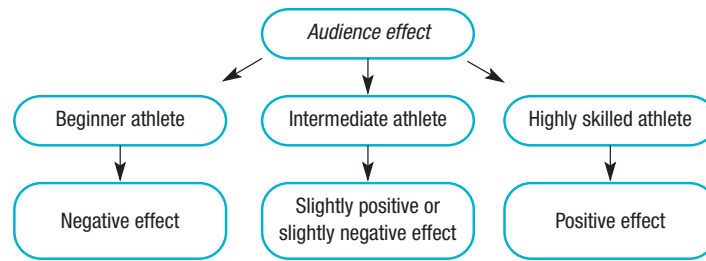 Audience effect
Beginner athlete
Intermediate athlete
Highly skilled athlete
Negative effect
Slightly positive or
slightly negative effect
Positive effect